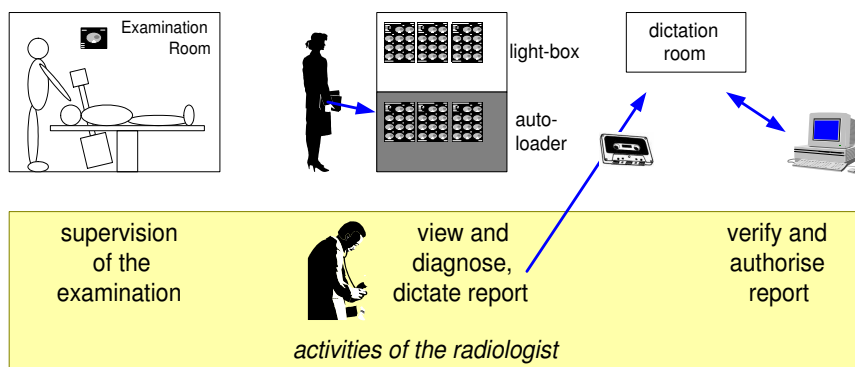 Examination
Room
light-box
auto-
loader
dictation
room
supervision
of the
examination
view and
diagnose,
dictate report
verify and
authorise
report
activities of the radiologist